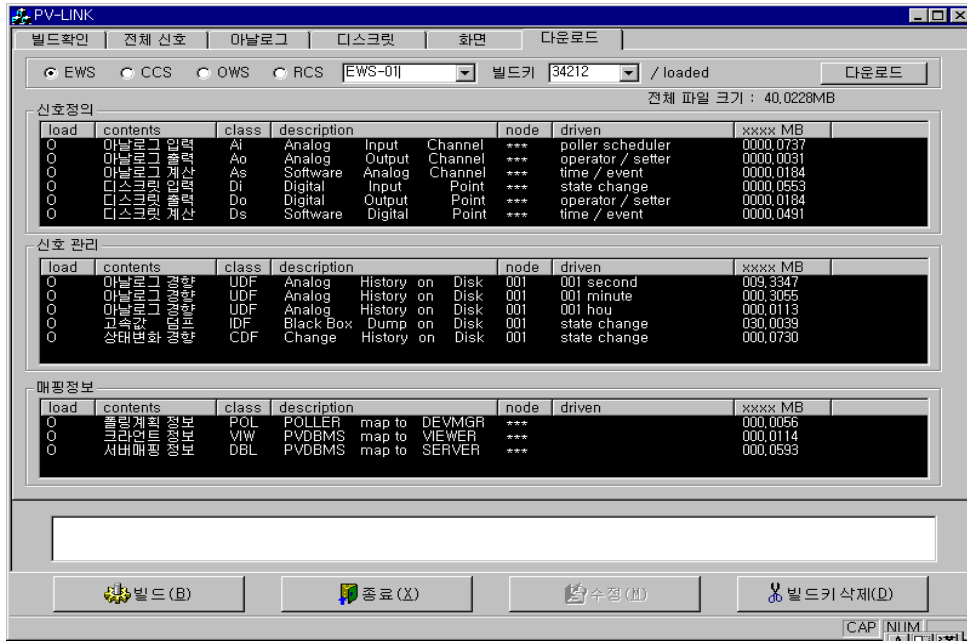 PV-LINK
빌드확인 전체 신호 아날로그 디스크릿 화면 다운로드
EWS CCS OWS RCS EWS-01 빌드키 34212 / loaded 다운로드
전체 파일 크기 : 40,0228MB
신호정의
load contents class description node driven xxxx MB
O 아날로그 입력 Ai Analog Input Channel *** poller scheduler 0000,0737
O 아날로그 출력 Ao Analog Output Channel *** operator / setter 0000,0031
O 아날로그 계산 As Software Analog Channel *** time / event 0000,0184
O 디스크릿 입력 Di Digital Input Point *** state change 0000,0553
O 디스크릿 출력 Do Digital Output Point *** operator / setter 0000,0184
O 디스크릿 계산 Ds Software Digital Point *** time / event 0000,0491
신호 관리
load contents class description node driven xxxx MB
O 아날로그 경향 UDF Analog History on Disk 001 001 second 009,3347
O 아날로그 경향 UDF Analog History on Disk 001 001 minute 000,3055
O 아날로그 경향 UDF Analog History on Disk 001 001 hou 000,0113
O 고속값 덤프 IDF Black Box Dump on Disk 001 state change 030,0039
O 상태변화 경향 CDF Change History on Disk 001 state change 000,0730
매핑정보
load contents class description node driven xxxx MB
O 폴링계획 정보 POL POLLER map to DEVMGR *** 000,0056
O 크라언트 정보 VIW PVDBMS map to VIEWER *** 000,0114
O 서버매핑 정보 DBL PVDBMS map to SERVER *** 000,0593
빌드(B) 종료(X) 수정(M) 빌드키 삭제(D)
CAP NUM